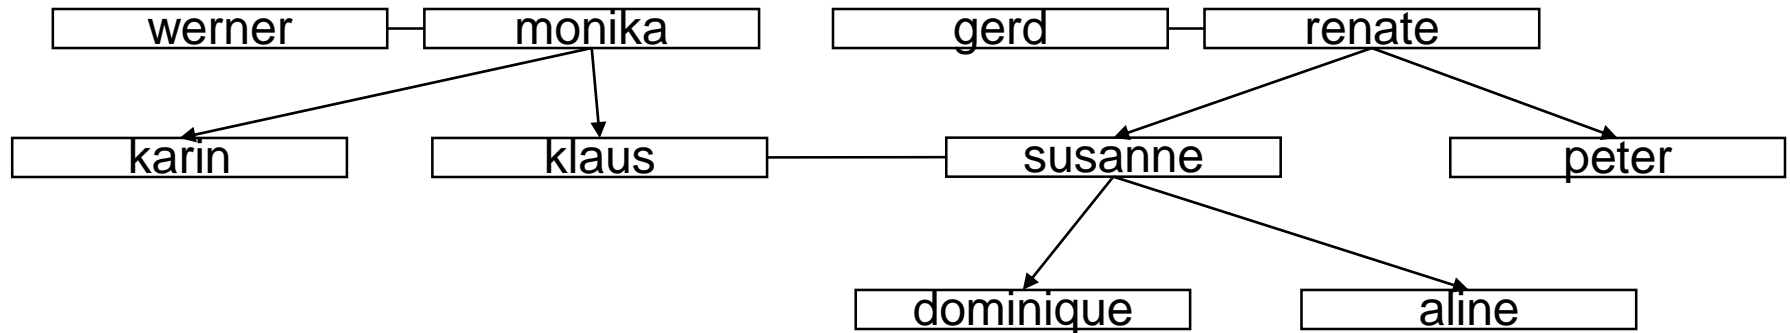 werner monika gerd renate
karin klaus susanne peter
dominique aline